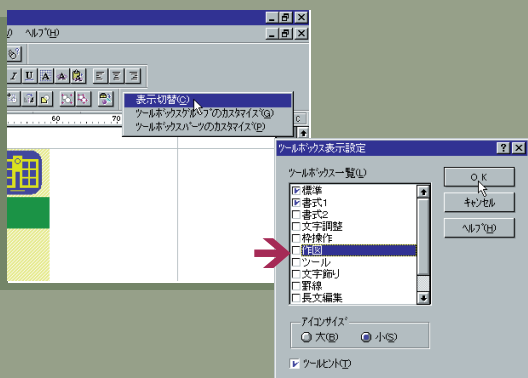 ヘルプ(H)
I U A A
表示切替(C)
ツールボックスグループのカスタマイズ(G)
ツールボックスパーツのカスタマイズ(P)
60 70
ツールボックス表示設定
ツールボックス一覧(L)
標準
書式1
書式2
文字調整
枠操作
作図
ツール
文字飾り
罫線
長文編集
OK
キャンセル
ヘルプ(H)
アイコンサイズ
大(B) 小(S)
ツールヒント(T)